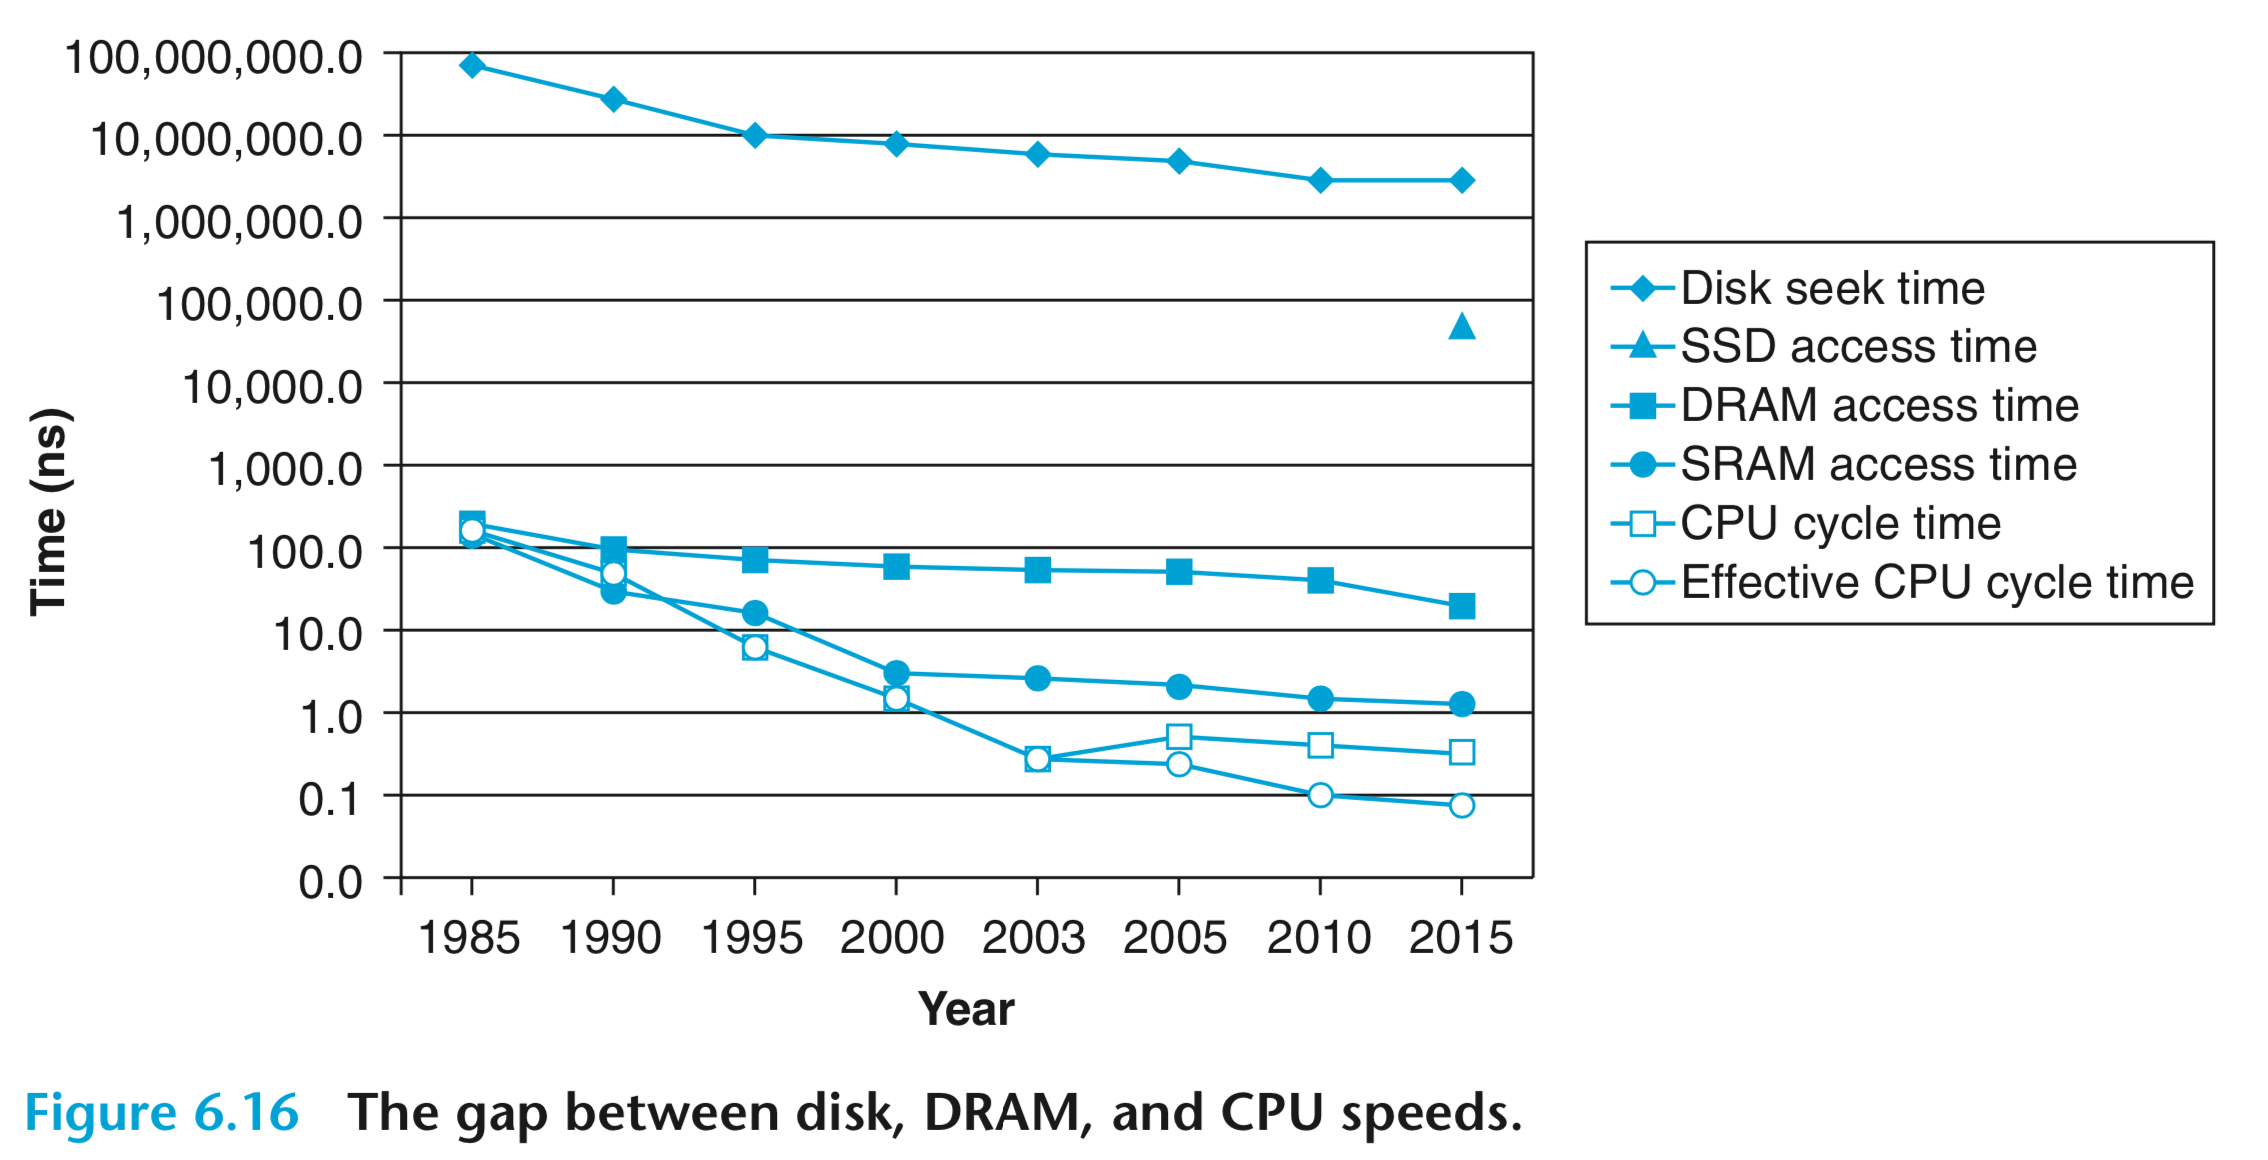 100,000,000.0
10,000,000.0
1,000,000.0
100,000.0
10,000.0
1,000.0
100.0
10.0
1.0
0.1
0.0
Time (ns)
1985 1990 1995 2000 2003 2005 2010 2015
Year
Disk seek time
SSD access time
DRAM access time
SRAM access time
CPU cycle time
Effective CPU cycle time
Figure 6.16 The gap between disk, DRAM, and CPU speeds.